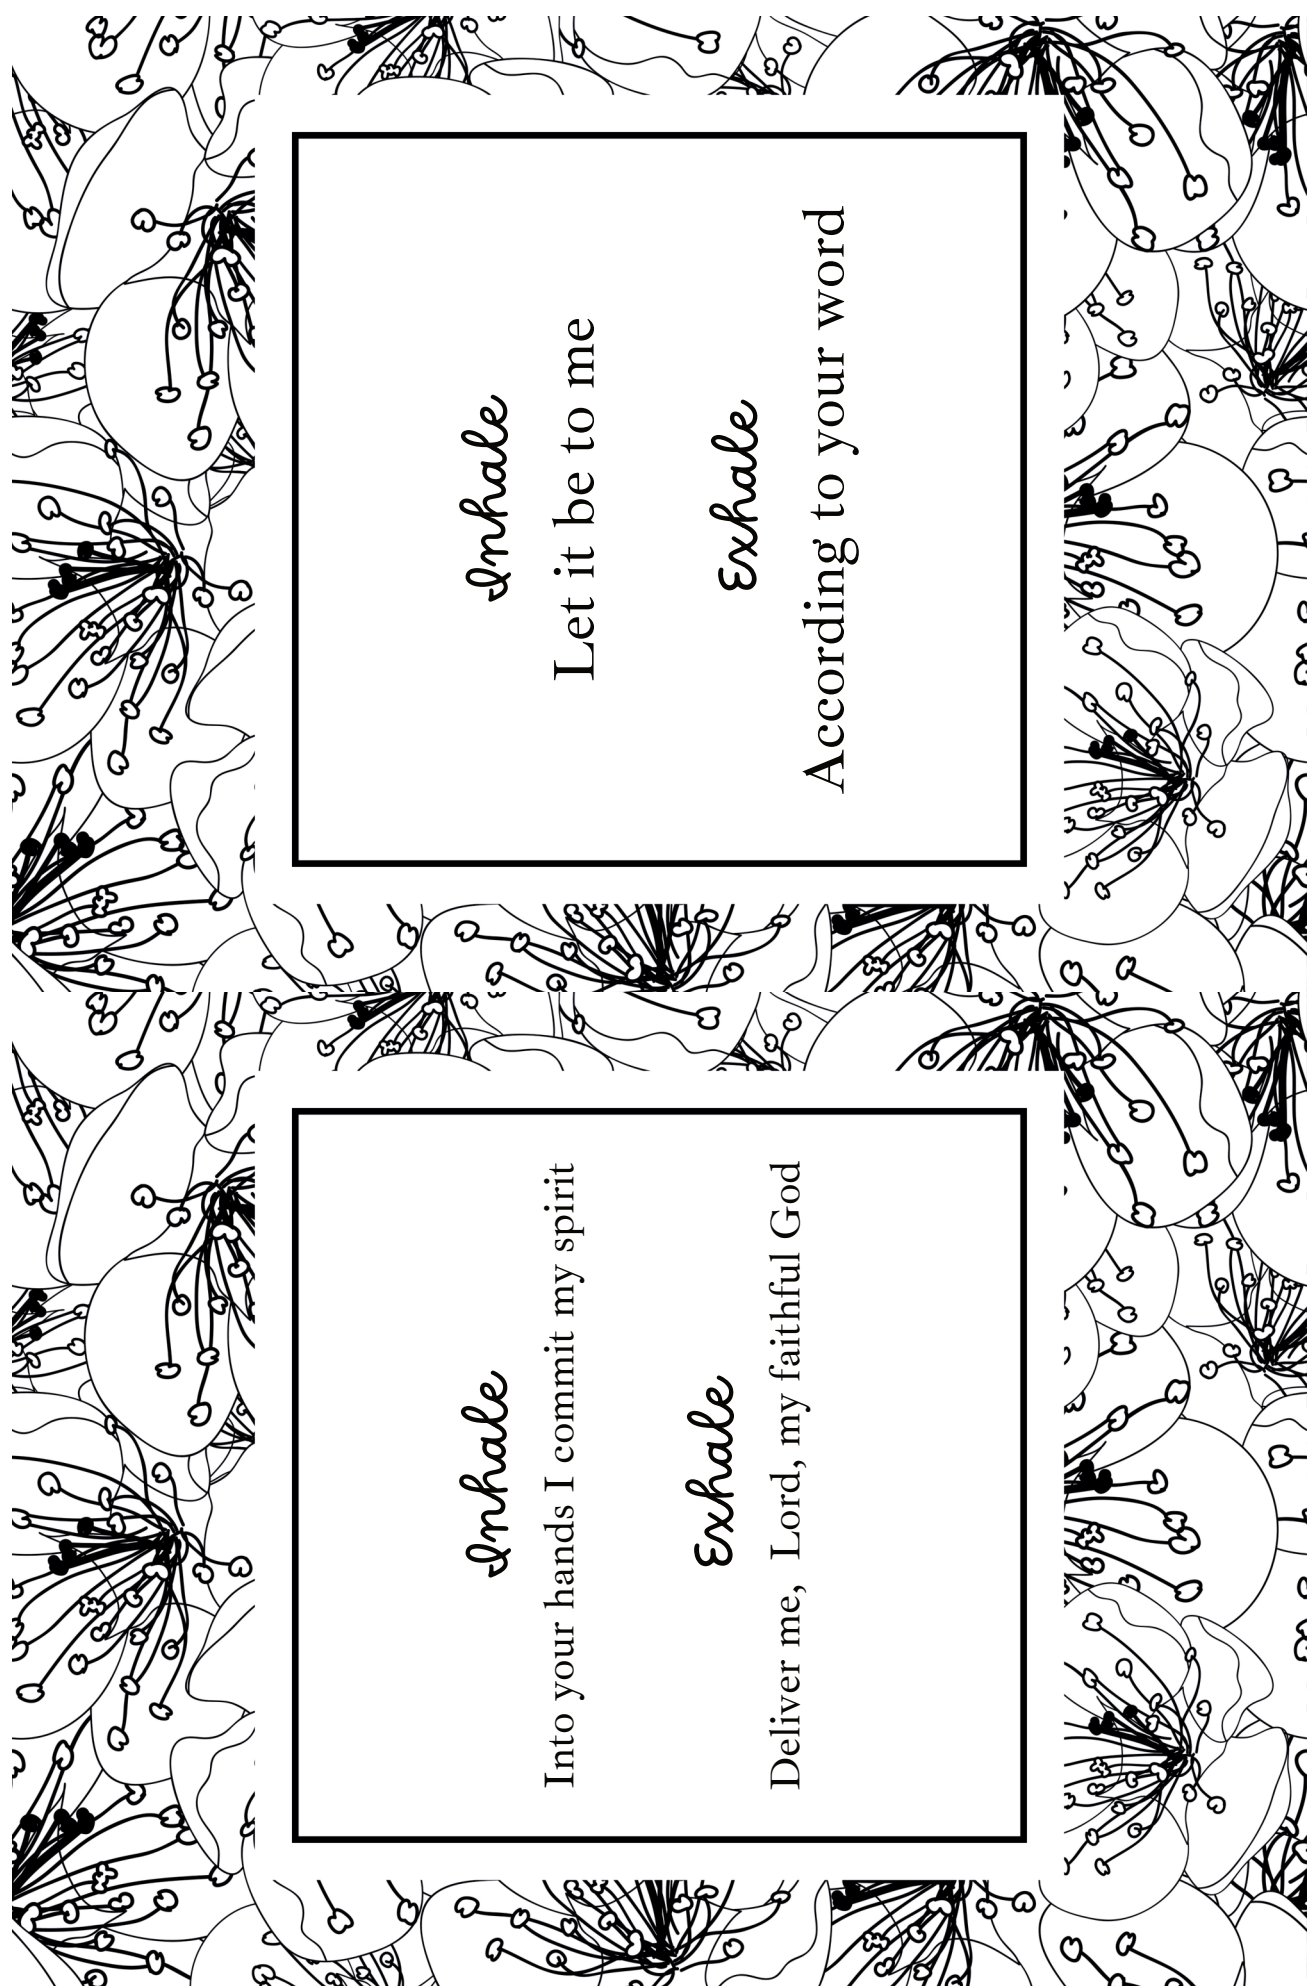 Inhale
Let it be to me
Exhale
According to your word
Inhale
Into your hands I commit my spirit
Exhale
Deliver me, Lord, my faithful God